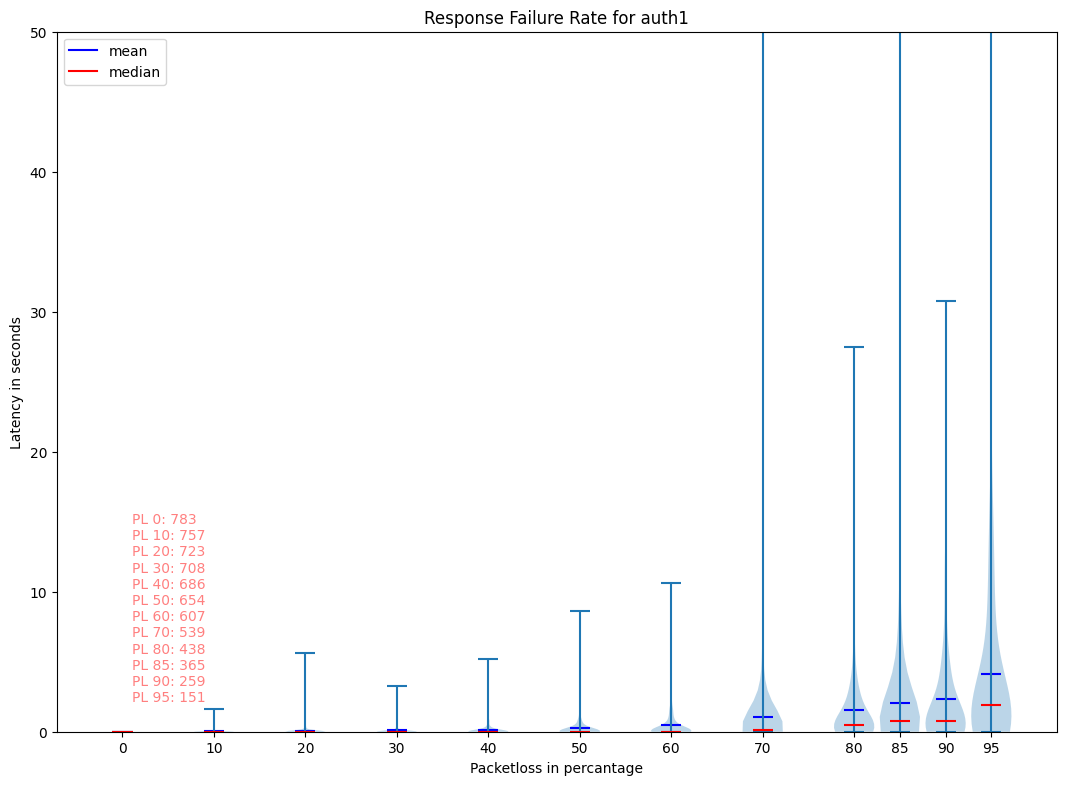 Response Failure Rate for auth1
mean
median
50
40
30
20
10
0
Latency in seconds
PL 0: 783
PL 10: 757
PL 20: 723
PL 30: 708
PL 40: 686
PL 50: 654
PL 60: 607
PL 70: 539
PL 80: 438
PL 85: 365
PL 90: 259
PL 95: 151
0 10 20 30 40 50 60 70 80 85 90 95
Packetloss in percantage